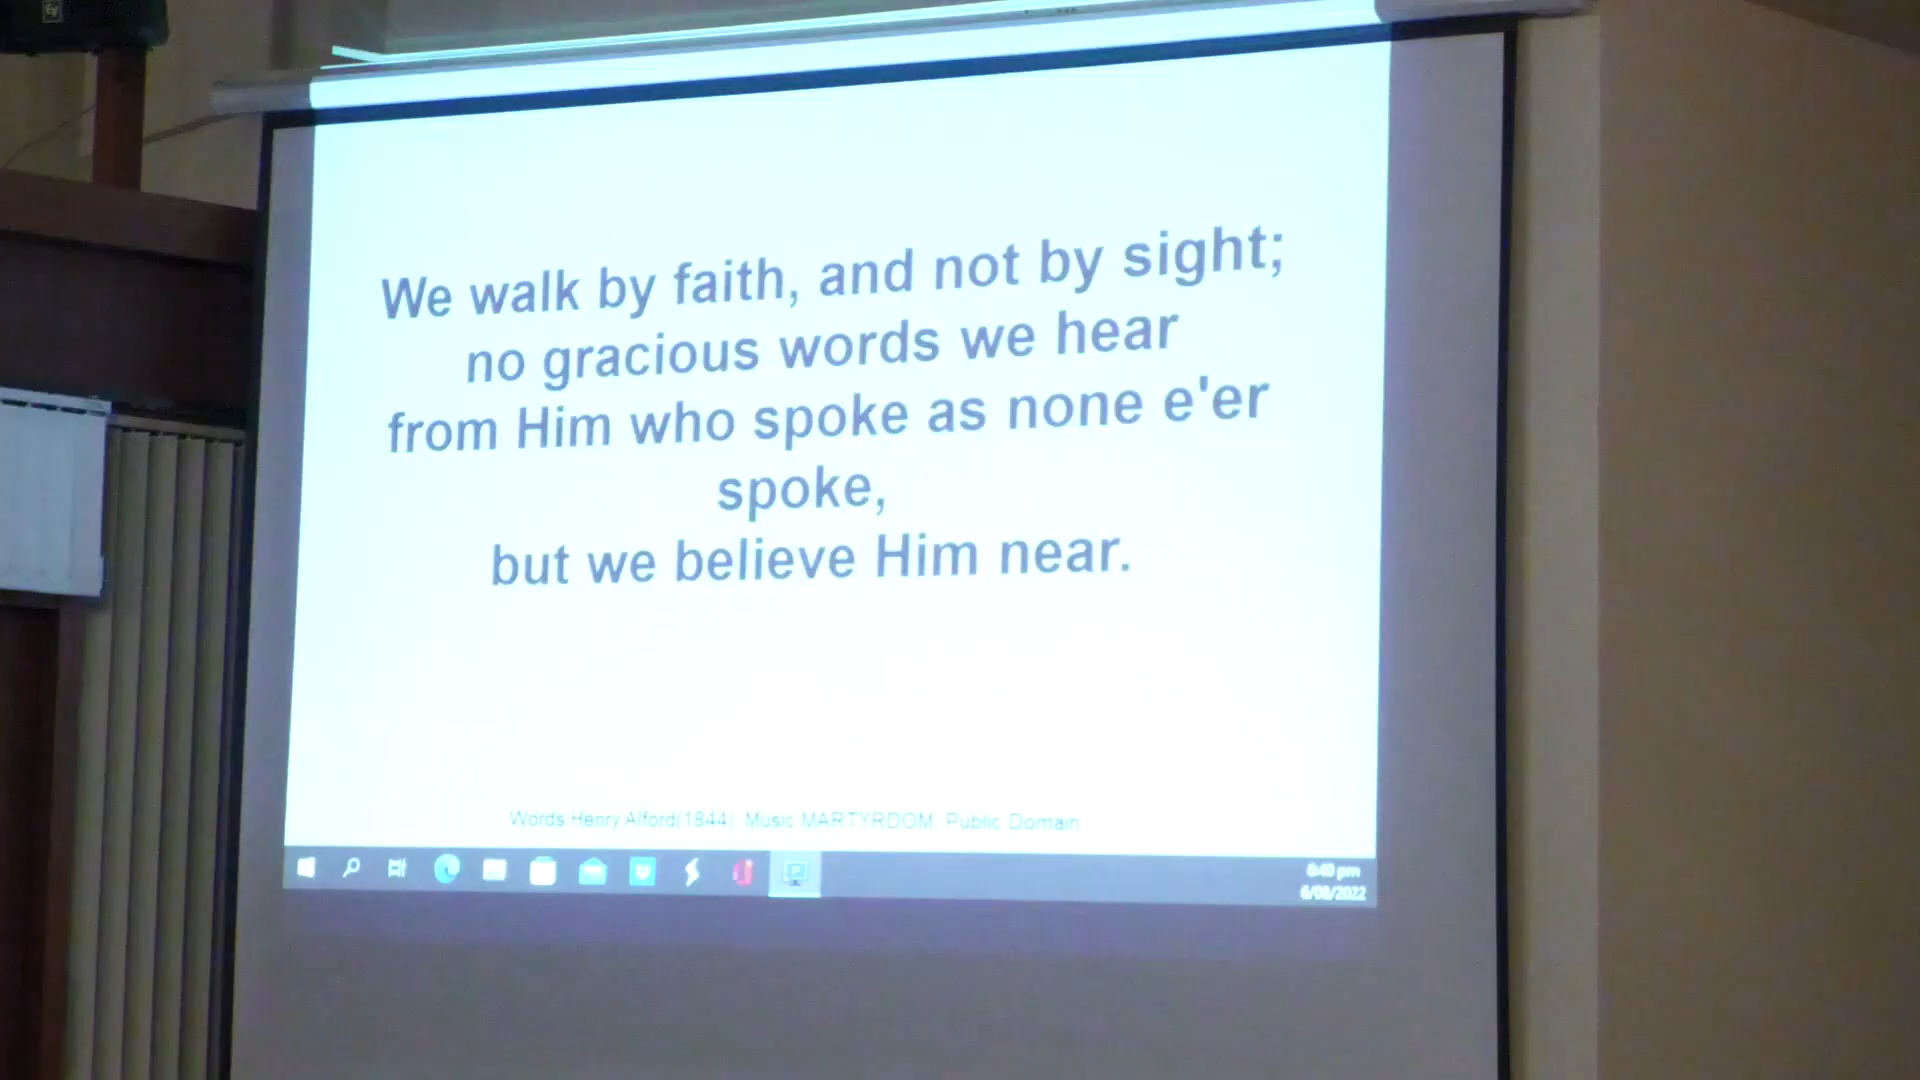 We walk by faith, and not by sight;
no gracious words we hear
from Him who spoke as none e'er
spoke,
but we believe Him near.
Words Henry Alford(1844) Music MARTYRDOM Public Domain
pm